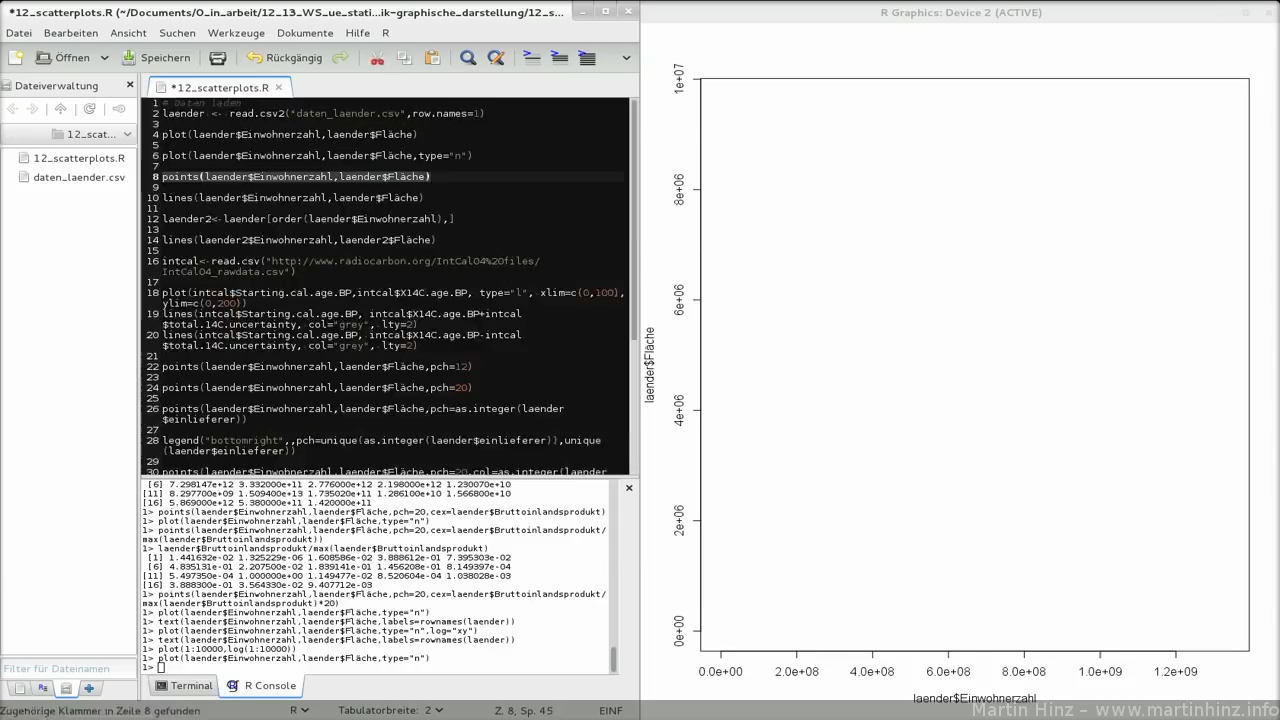 *12_scatterplots.R (~/Documents/O_in_arbeit/12_13_WS_ue_stati...ik-graphische_darstellung/12_s...
R Graphics: Device 2 (ACTIVE)
Datei Bearbeiten Ansicht Suchen Werkzeuge Dokumente Hilfe R
Öffnen Speichern Rückgängig
Dateiverwaltung
*12_scatterplots.R
12_scat...
12_scatterplots.R
daten_laender.csv
1 # Daten laden
2 laender <- read.csv2("daten_laender.csv",row.names=1)
3
4 plot(laender$Einwohnerzahl,laender$Fläche)
5
6 plot(laender$Einwohnerzahl,laender$Fläche,type="n")
7
8 points(laender$Einwohnerzahl,laender$Fläche)
9
10 lines(laender$Einwohnerzahl,laender$Fläche)
11
12 laender2<-laender[order(laender$Einwohnerzahl),]
13
14 lines(laender2$Einwohnerzahl,laender2$Fläche)
15
16 intcal<-read.csv("http://www.radiocarbon.org/IntCal04%20files/
IntCal04_rawdata.csv")
17
18 plot(intcal$Starting.cal.age.BP,intcal$X14C.age.BP, type="l", xlim=c(0,100),
ylim=c(0,200))
19 lines(intcal$Starting.cal.age.BP, intcal$X14C.age.BP+intcal
$total.14C.uncertainty, col="grey", lty=2)
20 lines(intcal$Starting.cal.age.BP, intcal$X14C.age.BP-intcal
$total.14C.uncertainty, col="grey", lty=2)
21
22 points(laender$Einwohnerzahl,laender$Fläche,pch=12)
23
24 points(laender$Einwohnerzahl,laender$Fläche,pch=20)
25
26 points(laender$Einwohnerzahl,laender$Fläche,pch=as.integer(laender
$einlieferer))
27
28 legend("bottomright",,pch=unique(as.integer(laender$einlieferer)),unique
(laender$einlieferer))
29
30 points(laender$Einwohnerzahl,laender$Fläche,pch=20,col=as.integer(laender
[6] 7.298147e+12 3.332000e+11 2.776000e+12 2.198000e+12 1.230070e+10
[11] 8.297700e+09 1.509400e+13 1.735020e+11 1.286100e+10 1.566800e+10
[16] 5.869000e+12 5.380000e+11 1.420000e+11
1> points(laender$Einwohnerzahl,laender$Fläche,pch=20,cex=laender$Bruttoinlandsprodukt)
1> plot(laender$Einwohnerzahl,laender$Fläche,type="n")
1> points(laender$Einwohnerzahl,laender$Fläche,pch=20,cex=laender$Bruttoinlandsprodukt/
max(laender$Bruttoinlandsprodukt))
1> laender$Bruttoinlandsprodukt/max(laender$Bruttoinlandsprodukt)
[1] 1.441632e-02 1.325229e-06 1.608586e-02 3.888612e-01 7.395303e-02
[6] 4.835131e-01 2.207500e-02 1.839141e-01 1.456208e-01 8.149397e-04
[11] 5.497350e-04 1.000000e+00 1.149477e-02 8.520604e-04 1.038028e-03
[16] 3.888300e-01 3.564330e-02 9.407712e-03
1> points(laender$Einwohnerzahl,laender$Fläche,pch=20,cex=laender$Bruttoinlandsprodukt/
max(laender$Bruttoinlandsprodukt)*20)
1> plot(laender$Einwohnerzahl,laender$Fläche,type="n")
1> text(laender$Einwohnerzahl,laender$Fläche,labels=rownames(laender))
1> plot(laender$Einwohnerzahl,laender$Fläche,type="n",log="xy")
1> text(laender$Einwohnerzahl,laender$Fläche,labels=rownames(laender))
1> plot(1:10000,log(1:10000))
1> plot(laender$Einwohnerzahl,laender$Fläche,type="n")
1>
Filter für Dateinamen
Terminal R Console
Zugehörige Klammer in Zeile 8 gefunden R Tabulatorbreite: 2 Z. 8, Sp. 45 EINF
1e+07
8e+06
6e+06
4e+06
2e+06
0e+00
laender$Fläche
0.0e+00 2.0e+08 4.0e+08 6.0e+08 8.0e+08 1.0e+09 1.2e+09
laender$Einwohnerzahl
Martin Hinz - www.martinhinz.info